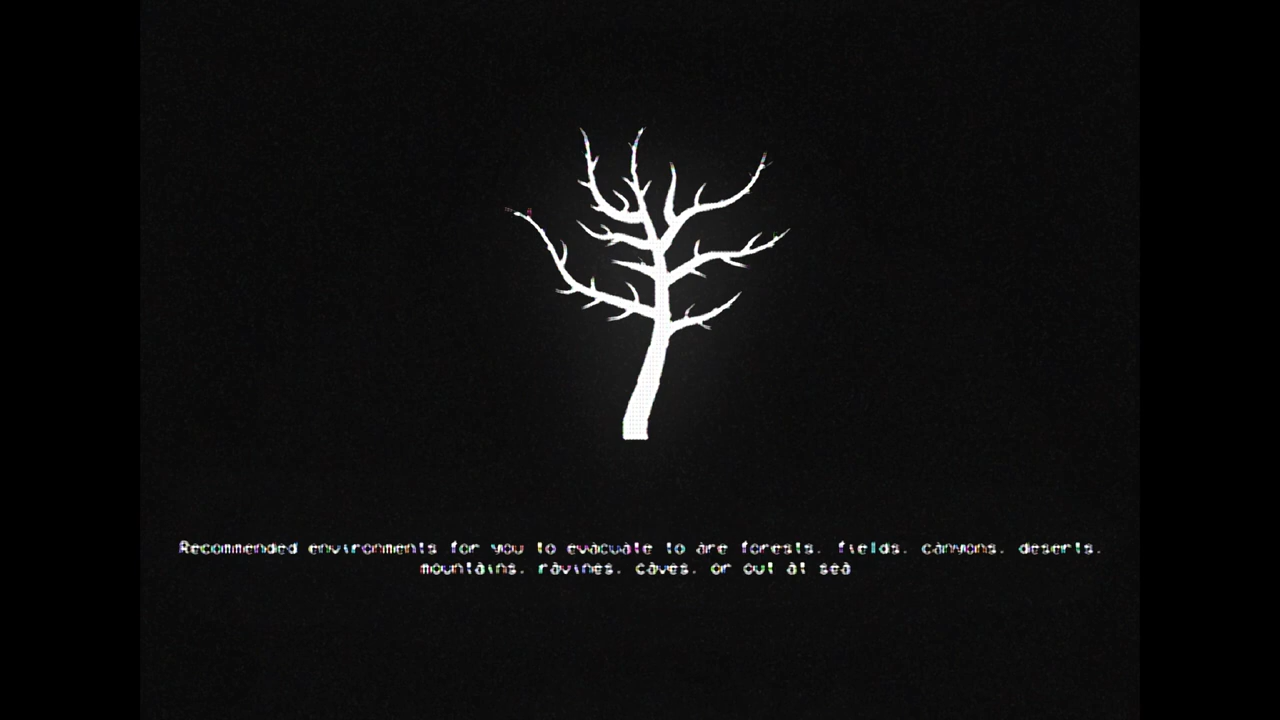 Recommended environments for you to evacuate to are forests, fields, canyons, deserts,
mountains, ravines, caves, or out at sea